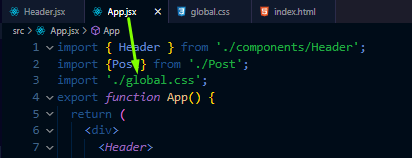 Header.jsx App.jsx × global.css index.html
src > App.jsx > App
1 import { Header } from './components/Header';
2 import {Post} from './Post';
3 import './global.css';
4 export function App() {
5 return (
6 <div>
7 <Header>